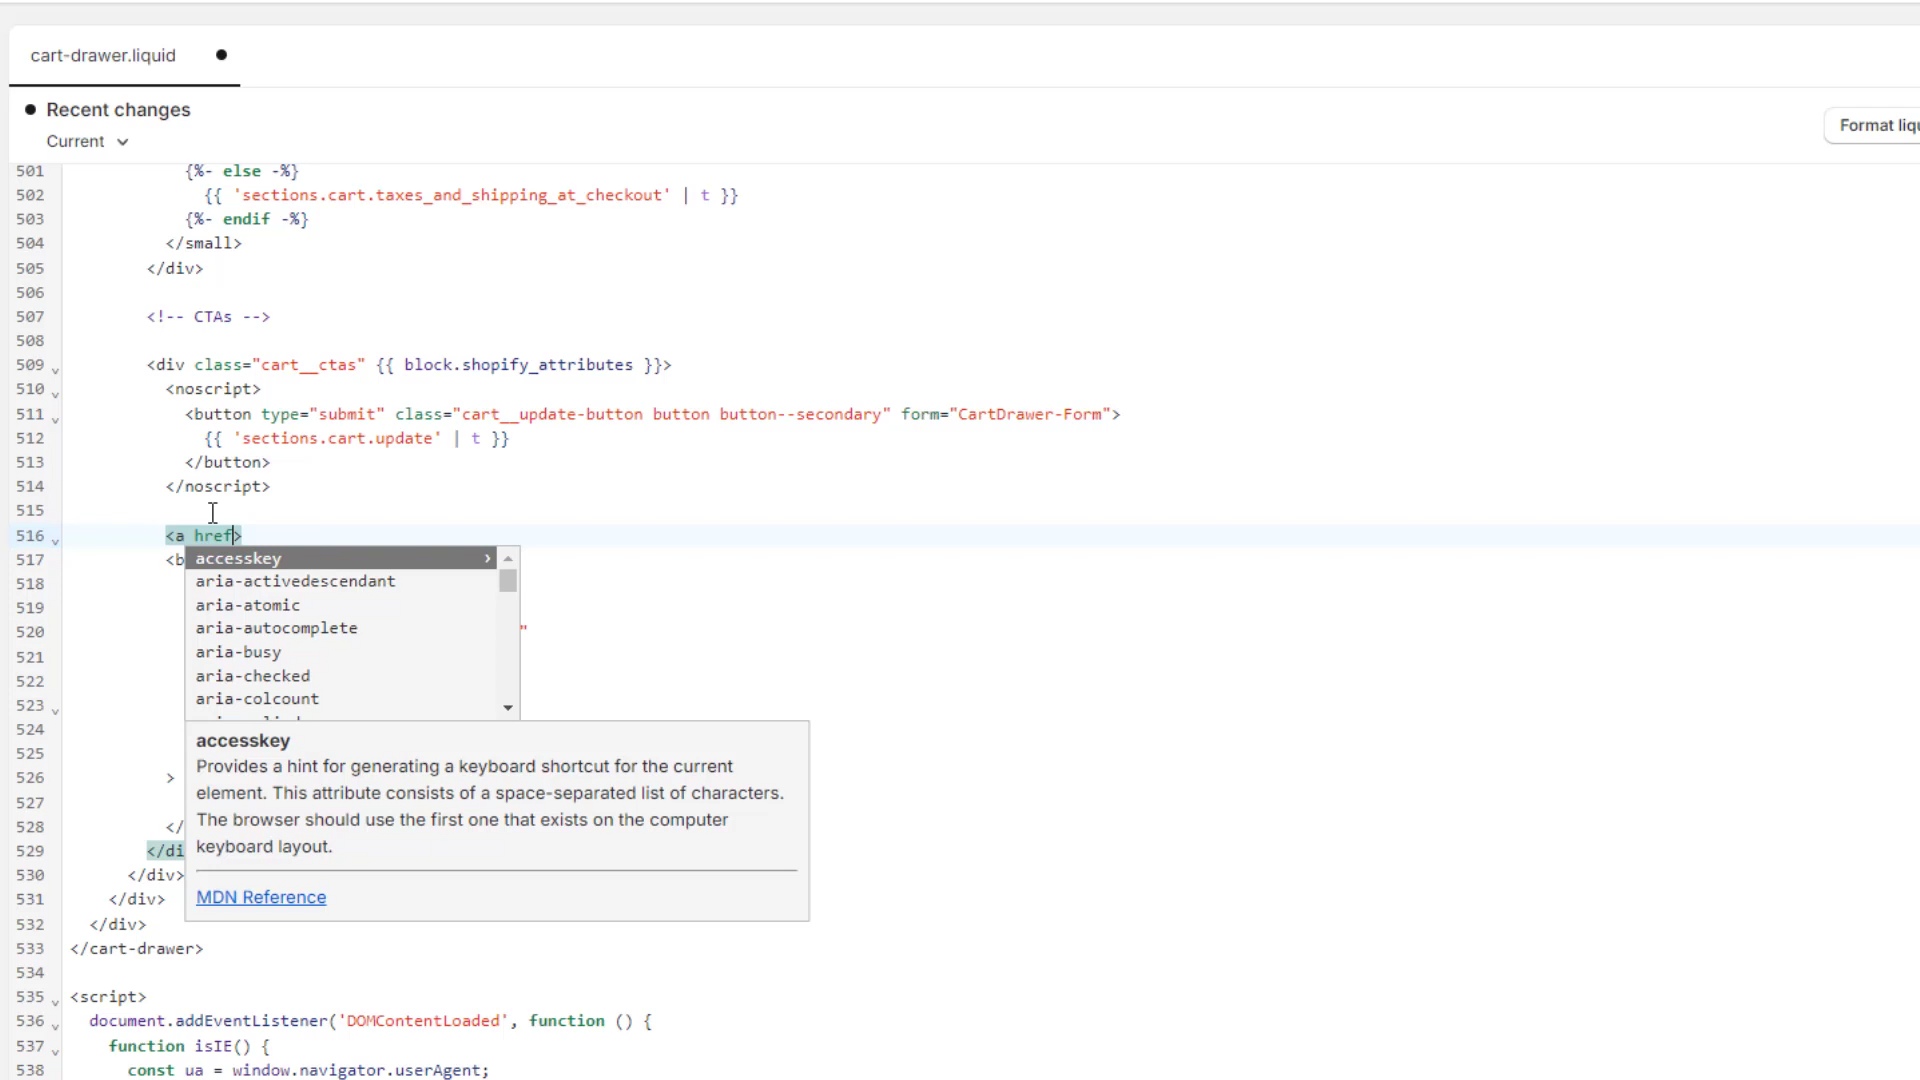 cart-drawer.liquid
Recent changes
Current
Format liqu
501 {%- else -%}
502 {{ 'sections.cart.taxes_and_shipping_at_checkout' | t }}
503 {%- endif -%}
504 </small>
505 </div>
506
507 <!-- CTAs -->
508
509 <div class="cart__ctas" {{ block.shopify_attributes }}>
510 <noscript>
511 <button type="submit" class="cart__update-button button button--secondary" form="CartDrawer-Form">
512 {{ 'sections.cart.update' | t }}
513 </button>
514 </noscript>
515
516 <a href>
517 <b
accesskey
aria-activedescendant
aria-atomic
aria-autocomplete
aria-busy
aria-checked
aria-colcount
518
519
520 "
521
522
523
524
525
526 >
527
528 </
529 </di
530 </div>
531 </div>
532 </div>
533 </cart-drawer>
accesskey
Provides a hint for generating a keyboard shortcut for the current
element. This attribute consists of a space-separated list of characters.
The browser should use the first one that exists on the computer
keyboard layout.
MDN Reference
534
535 <script>
536 document.addEventListener('DOMContentLoaded', function () {
537 function isIE() {
538 const ua = window.navigator.userAgent;